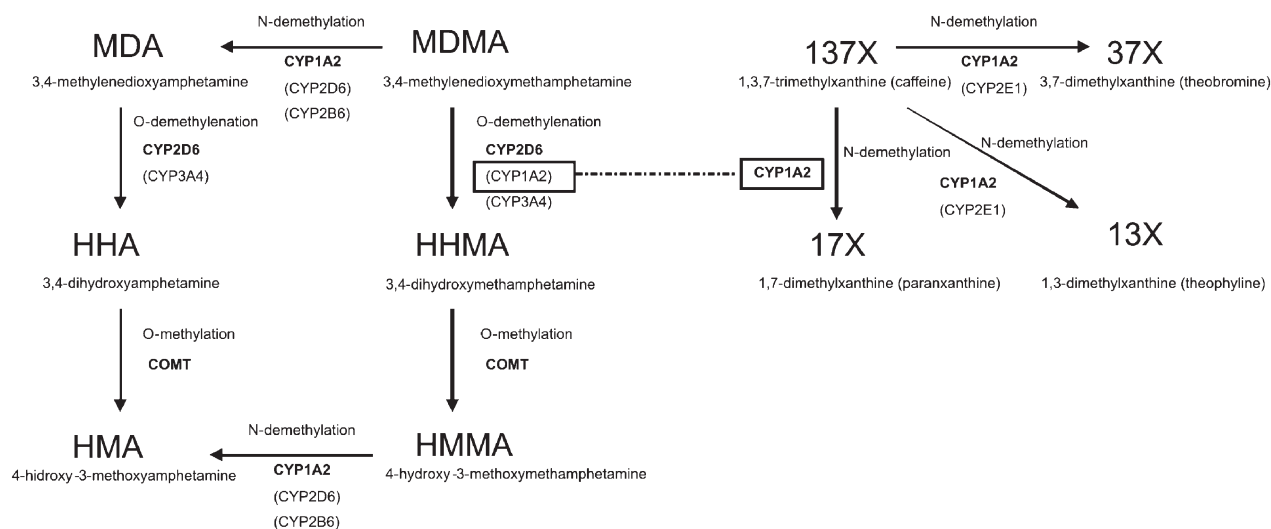 N-demethylation
MDA
MDMA
CYP1A2
3,4-methylenedioxyamphetamine
(CYP2D6)
3,4-methylenedioxymethamphetamine
(CYP2B6)
O-demethylenation
CYP2D6
(CYP3A4)
O-demethylenation
CYP2D6
(CYP1A2)
(CYP3A4)
HHA
3,4-dihydroxyamphetamine
HHMA
3,4-dihydroxymethamphetamine
O-methylation
COMT
O-methylation
COMT
HMA
4-hidroxy-3-methoxyamphetamine
N-demethylation
CYP1A2
(CYP2D6)
(CYP2B6)
HMMA
4-hydroxy-3-methoxymethamphetamine
137X
1,3,7-trimethylxanthine (caffeine)
N-demethylation
CYP1A2
(CYP2E1)
37X
3,7-dimethylxanthine (theobromine)
CYP1A2
N-demethylation
N-demethylation
CYP1A2
(CYP2E1)
17X
1,7-dimethylxanthine (paranxanthine)
13X
1,3-dimethylxanthine (theophyline)